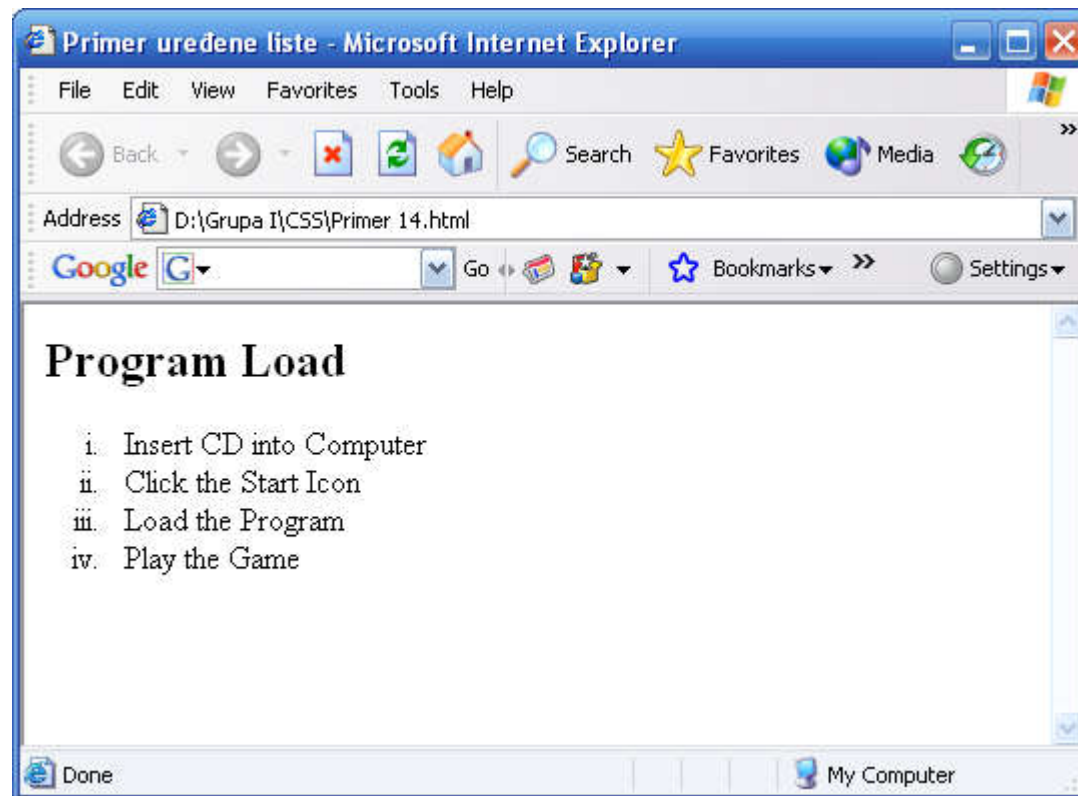 Primer uređene liste - Microsoft Internet Explorer
File Edit View Favorites Tools Help
Back Search Favorites Media »
Address D:\Grupa I\CSS\Primer 14.html
Google G Go Bookmarks » Settings
Program Load
i. Insert CD into Computer
ii. Click the Start Icon
iii. Load the Program
iv. Play the Game
Done My Computer